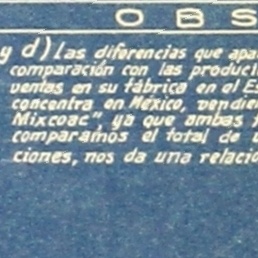 OBS
y d) Las diferencias que apa
comparación con las product
ventas en su fábrica en el Es
concentra en México, vendie
Mixcoac", ya que ambas f
comparamos el total de
ciones, nos da una relacio